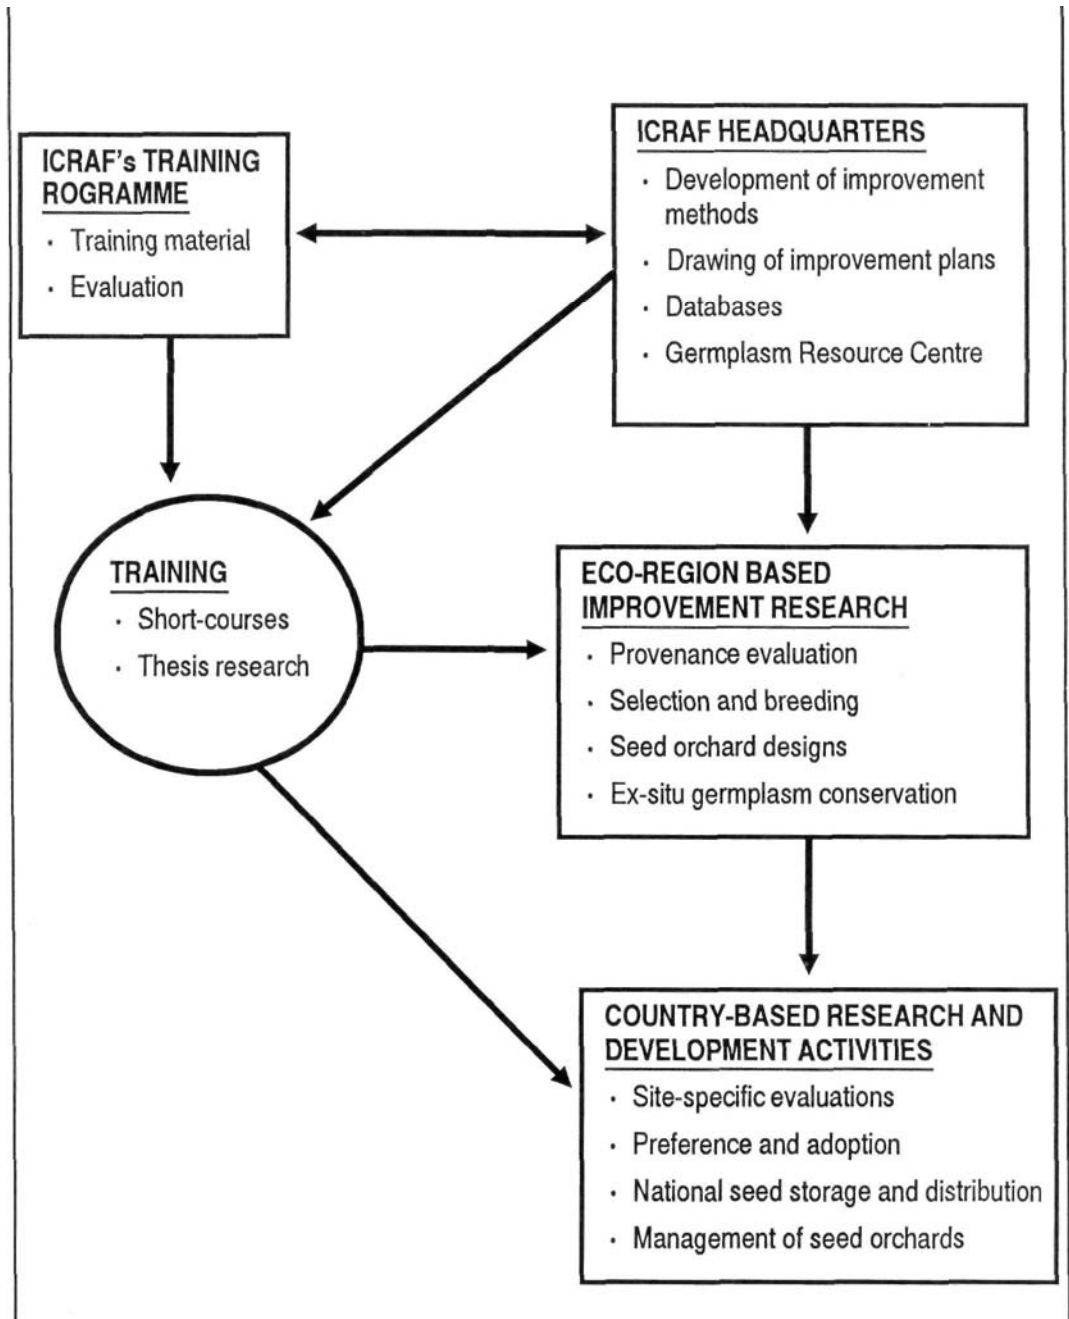 ICRAF's TRAINING
ROGRAMME
· Training material
· Evaluation
ICRAF HEADQUARTERS
· Development of improvement
methods
· Drawing of improvement plans
· Databases
· Germplasm Resource Centre
TRAINING
· Short-courses
· Thesis research
ECO-REGION BASED
IMPROVEMENT RESEARCH
· Provenance evaluation
· Selection and breeding
· Seed orchard designs
· Ex-situ germplasm conservation
COUNTRY-BASED RESEARCH AND
DEVELOPMENT ACTIVITIES
· Site-specific evaluations
· Preference and adoption
· National seed storage and distribution
· Management of seed orchards